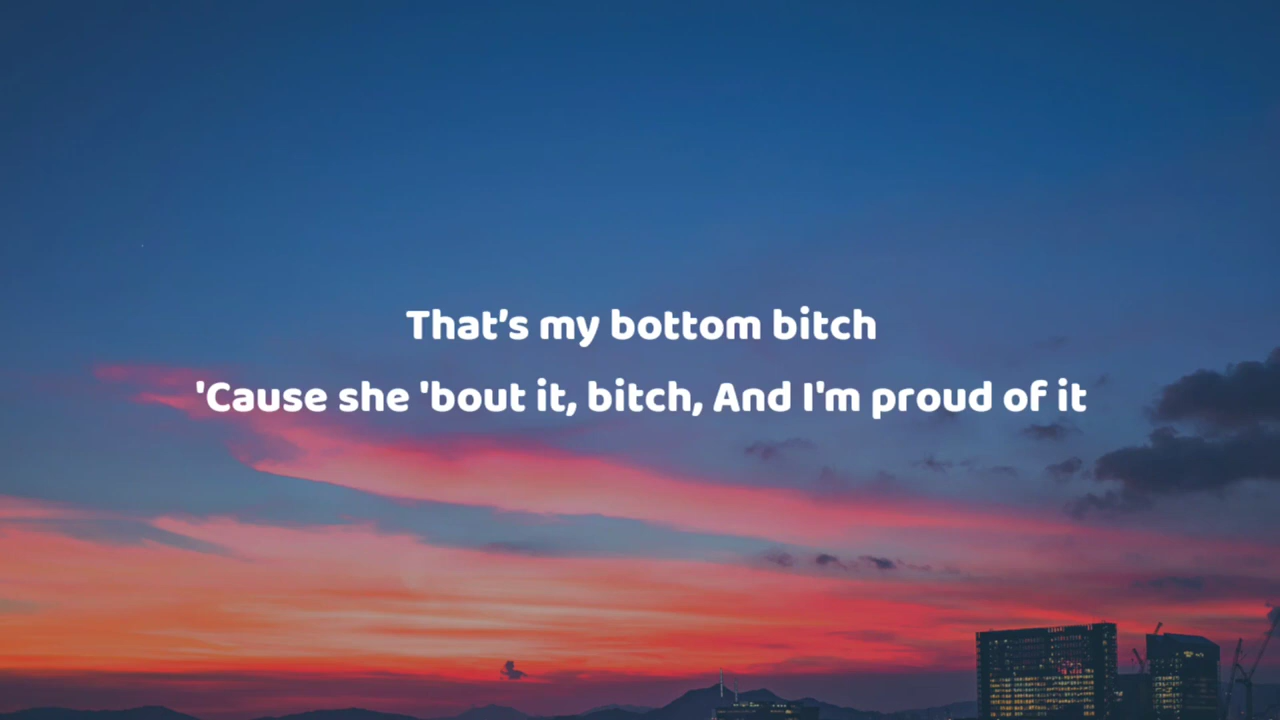 That’s my bottom bitch
'Cause she 'bout it, bitch, And I'm proud of it